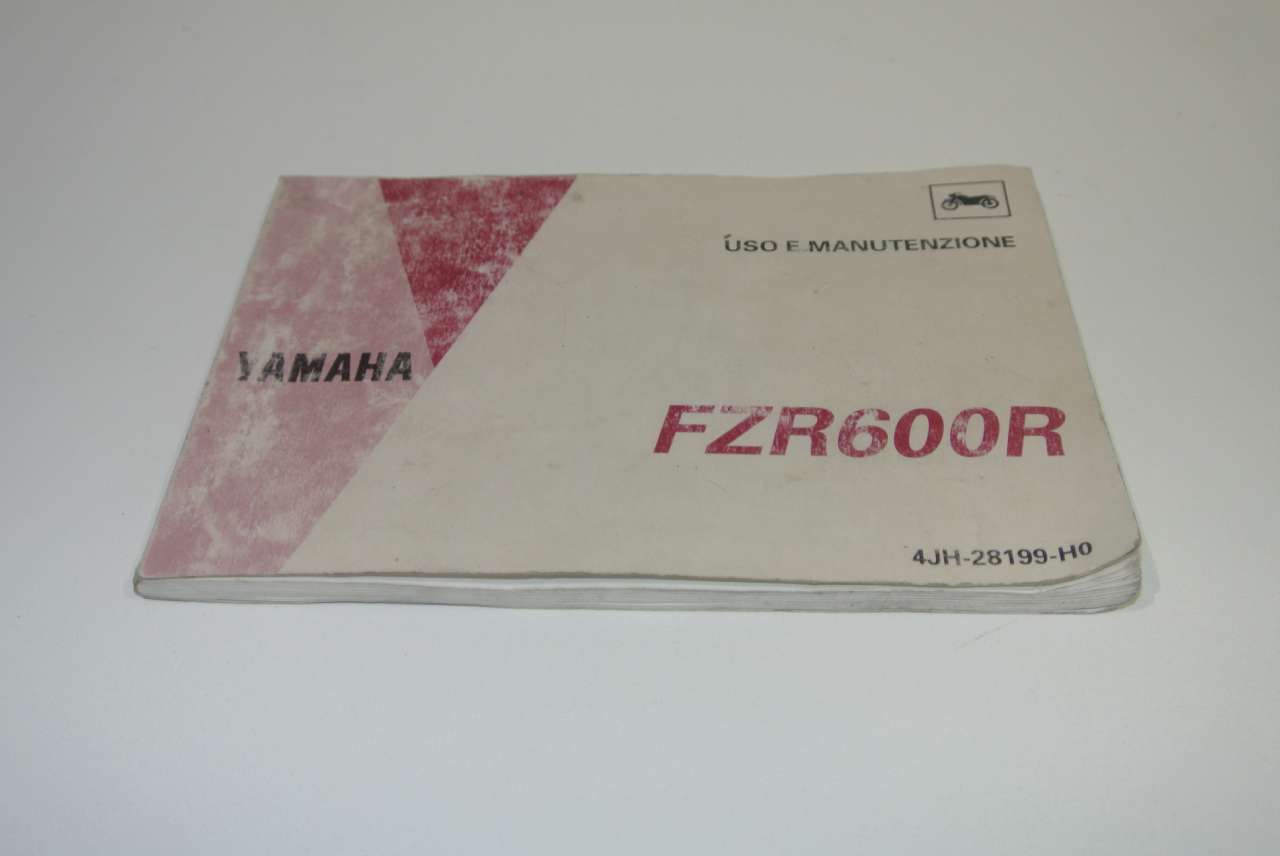 USO E MANUTENZIONE
YAMAHA
FZR600R
4JH-28199-H0